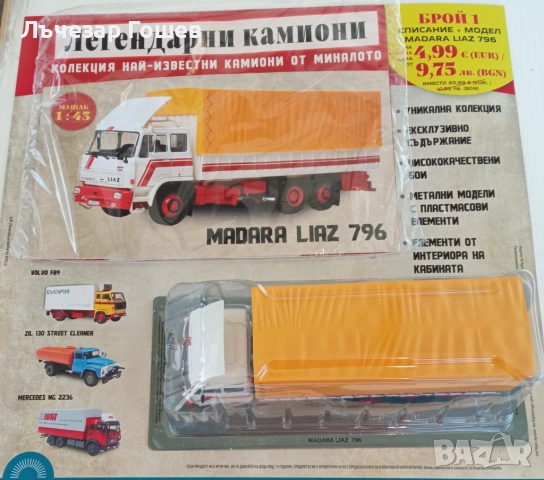 Лъчезар Гошев
Легендарни камиони
КОЛЕКЦИЯ НАЙ-ИЗВЕСТНИ КАМИОНИ ОТ МИНАЛОТО
МАЩАБ
1:43
LIAZ
MADARA LIAZ 796
БРОЙ 1
СПИСАНИЕ + МОДЕЛ
MADARA LIAZ 796
4,99 € (EUR) /
9,75 лв. (BGN)
УНИКАЛНА КОЛЕКЦИЯ
ЕКСКЛУЗИВНО
СЪДЪРЖАНИЕ
ВИСОКОКАЧЕСТВЕНИ
БОИ
МЕТАЛНИ МОДЕЛИ
С ПЛАСТМАСОВИ
ЕЛЕМЕНТИ
ЕЛЕМЕНТИ ОТ
ИНТЕРИОРА НА
КАБИНАТА
VOLVO F89
БЪЛГАРИЯ
ZIL 130 STREET CLEANER
MERCEDES NG 2236
MADARA LIAZ 796
BAZAR